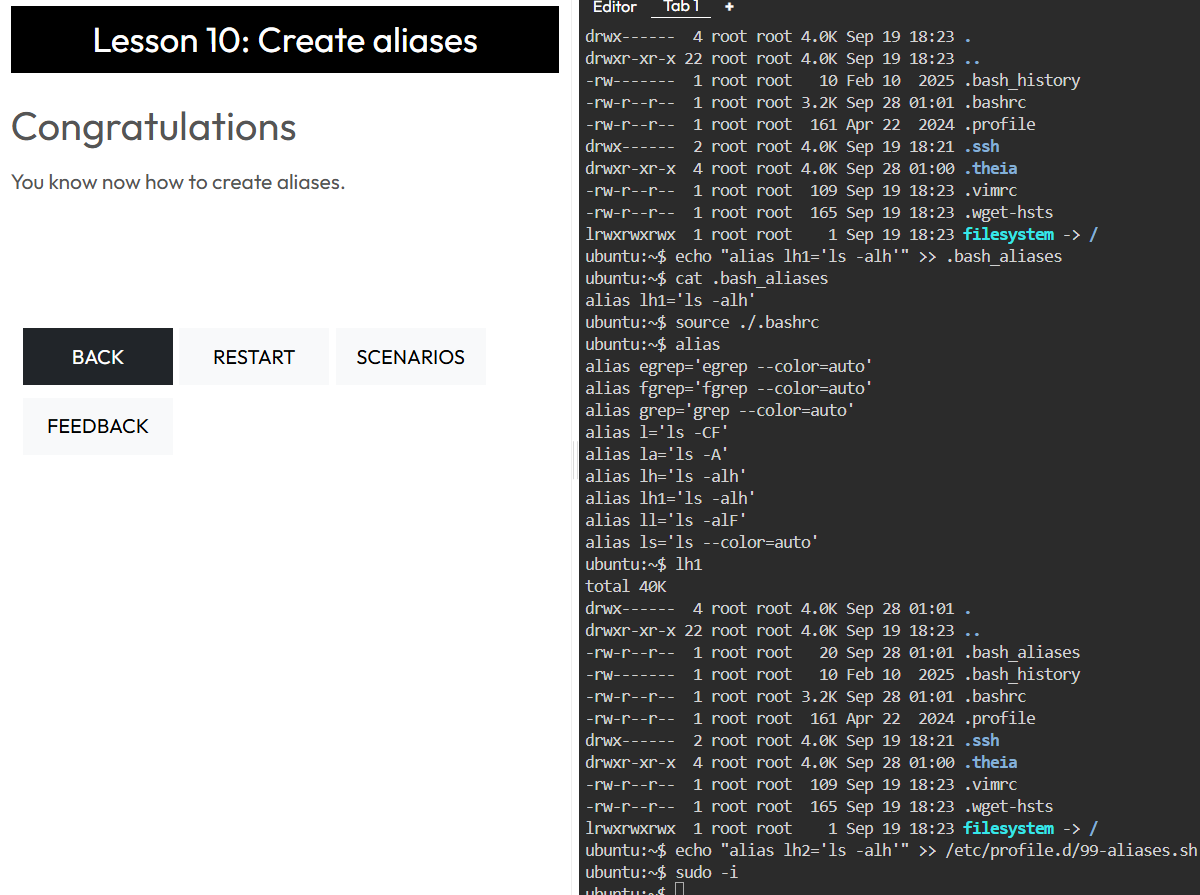 Lesson 10: Create aliases
Congratulations
You know now how to create aliases.
BACK RESTART SCENARIOS
FEEDBACK
Editor Tab 1 +
drwx------  4 root root 4.0K Sep 19 18:23 .
drwxr-xr-x 22 root root 4.0K Sep 19 18:23 ..
-rw-------  1 root root   10 Feb 10  2025 .bash_history
-rw-r--r--  1 root root 3.2K Sep 28 01:01 .bashrc
-rw-r--r--  1 root root  161 Apr 22  2024 .profile
drwx------  2 root root 4.0K Sep 19 18:21 .ssh
drwxr-xr-x  4 root root 4.0K Sep 28 01:00 .theia
-rw-r--r--  1 root root  109 Sep 19 18:23 .vimrc
-rw-r--r--  1 root root  165 Sep 19 18:23 .wget-hsts
lrwxrwxrwx  1 root root    1 Sep 19 18:23 filesystem -> /
ubuntu:~$ echo "alias lh1='ls -alh'" >> .bash_aliases
ubuntu:~$ cat .bash_aliases
alias lh1='ls -alh'
ubuntu:~$ source ./.bashrc
ubuntu:~$ alias
alias egrep='egrep --color=auto'
alias fgrep='fgrep --color=auto'
alias grep='grep --color=auto'
alias l='ls -CF'
alias la='ls -A'
alias lh='ls -alh'
alias lh1='ls -alh'
alias ll='ls -alF'
alias ls='ls --color=auto'
ubuntu:~$ lh1
total 40K
drwx------  4 root root 4.0K Sep 28 01:01 .
drwxr-xr-x 22 root root 4.0K Sep 19 18:23 ..
-rw-r--r--  1 root root   20 Sep 28 01:01 .bash_aliases
-rw-------  1 root root   10 Feb 10  2025 .bash_history
-rw-r--r--  1 root root 3.2K Sep 28 01:01 .bashrc
-rw-r--r--  1 root root  161 Apr 22  2024 .profile
drwx------  2 root root 4.0K Sep 19 18:21 .ssh
drwxr-xr-x  4 root root 4.0K Sep 28 01:00 .theia
-rw-r--r--  1 root root  109 Sep 19 18:23 .vimrc
-rw-r--r--  1 root root  165 Sep 19 18:23 .wget-hsts
lrwxrwxrwx  1 root root    1 Sep 19 18:23 filesystem -> /
ubuntu:~$ echo "alias lh2='ls -alh'" >> /etc/profile.d/99-aliases.sh
ubuntu:~$ sudo -i
ubuntu:~$